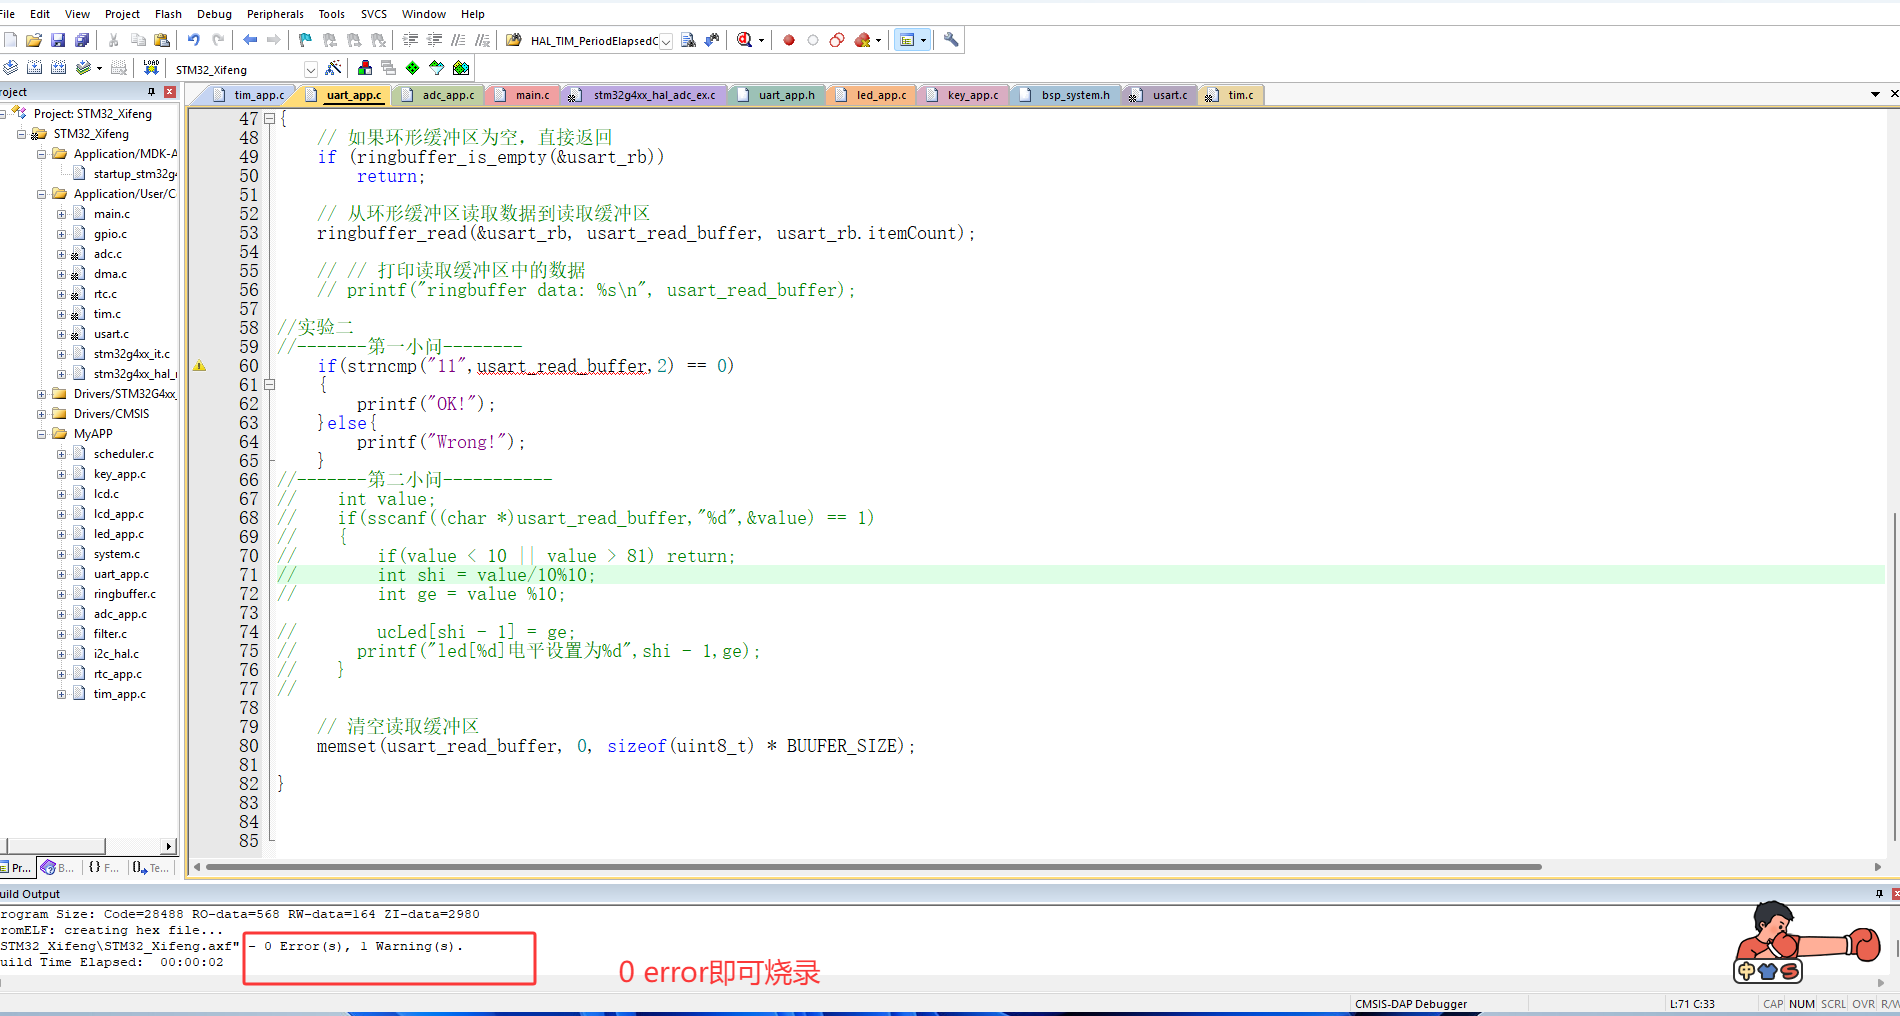 File Edit View Project Flash Debug Peripherals Tools SVCS Window Help
HAL_TIM_PeriodElapsedC
LOAD STM32_Xifeng
roject
tim_app.c uart_app.c adc_app.c main.c stm32g4xx_hal_adc_ex.c uart_app.h led_app.c key_app.c bsp_system.h usart.c tim.c
Project: STM32_Xifeng
STM32_Xifeng
Application/MDK-A
startup_stm32g4
Application/User/Co
main.c
gpio.c
adc.c
dma.c
rtc.c
tim.c
usart.c
stm32g4xx_it.c
stm32g4xx_hal_
Drivers/STM32G4xx_
Drivers/CMSIS
MyAPP
scheduler.c
key_app.c
lcd.c
lcd_app.c
led_app.c
system.c
uart_app.c
ringbuffer.c
adc_app.c
filter.c
i2c_hal.c
rtc_app.c
tim_app.c
Pr... B... {} F... Te...
47 {
48 // 如果环形缓冲区为空，直接返回
49 if (ringbuffer_is_empty(&usart_rb))
50 return;
51
52 // 从环形缓冲区读取数据到读取缓冲区
53 ringbuffer_read(&usart_rb, usart_read_buffer, usart_rb.itemCount);
54
55 // // 打印读取缓冲区中的数据
56 // printf("ringbuffer data: %s\n", usart_read_buffer);
57
58 //实验二
59 //-------第一小问--------
60 if(strncmp("11",usart_read_buffer,2) == 0)
61 {
62 printf("OK!");
63 }else{
64 printf("Wrong!");
65 }
66 //-------第二小问-----------
67 // int value;
68 // if(sscanf((char *)usart_read_buffer,"%d",&value) == 1)
69 // {
70 // if(value < 10 || value > 81) return;
71 // int shi = value/10%10;
72 // int ge = value %10;
73
74 // ucLed[shi - 1] = ge;
75 // printf("led[%d]电平设置为%d",shi - 1,ge);
76 // }
77 //
78
79 // 清空读取缓冲区
80 memset(usart_read_buffer, 0, sizeof(uint8_t) * BUUFER_SIZE);
81
82 }
83
84
85
uild Output
rogram Size: Code=28488 RO-data=568 RW-data=164 ZI-data=2980
romELF: creating hex file...
STM32_Xifeng\STM32_Xifeng.axf" - 0 Error(s), 1 Warning(s).
uild Time Elapsed: 00:00:02
0 error即可烧录
中 S
CMSIS-DAP Debugger L:71 C:33 CAP NUM SCRL OVR R/W